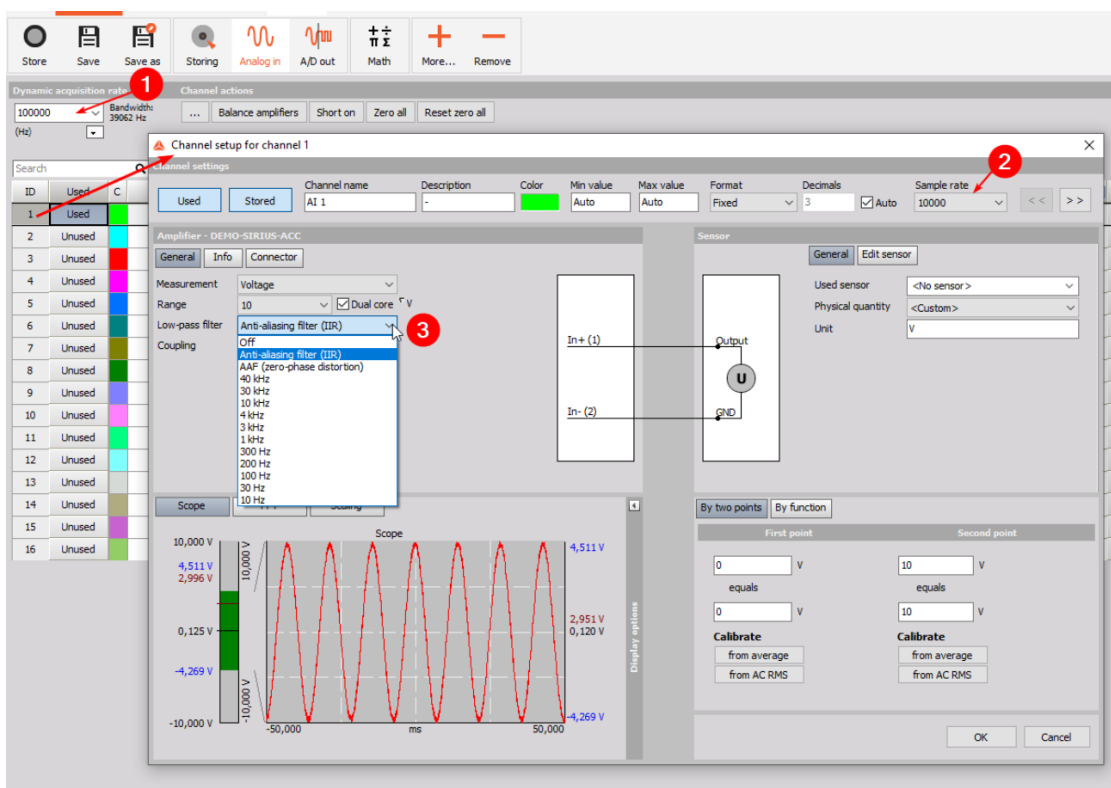 Store Save Save as Storing Analog in A/D out Math More... Remove
Dynamic acquisition rate Channel actions
1
100000 Bandwidth: 39062 Hz
(Hz)
... Balance amplifiers Short on Zero all Reset zero all
Search
ID Used C
1 Used
2 Unused
3 Unused
4 Unused
5 Unused
6 Unused
7 Unused
8 Unused
9 Unused
10 Unused
11 Unused
12 Unused
13 Unused
14 Unused
15 Unused
16 Unused
Channel setup for channel 1
Channel settings
2
Used Stored
Channel name Description Color Min value Max value Format Decimals Sample rate
AI 1 - Auto Auto Fixed 3 Auto 10000 << >>
Amplifier - DEMO-SIRIUS-ACC
General Info Connector
Measurement Voltage
Range 10 Dual core V
Low-pass filter Anti-aliasing filter (IIR)
3
Coupling
Off
Anti-aliasing filter (IIR)
AAF (zero-phase distortion)
40 kHz
30 kHz
10 kHz
4 kHz
3 kHz
1 kHz
300 Hz
200 Hz
100 Hz
30 Hz
10 Hz
In+ (1)
In- (2)
Sensor
General Edit sensor
Used sensor <No sensor>
Physical quantity <Custom>
Unit V
Output
U
GND
Scope Scaling
Scope
10,000 V
4,511 V
2,996 V
0,125 V
-4,269 V
-10,000 V
10,000 V
-10,000 V
4,511 V
2,951 V
0,120 V
-4,269 V
-50,000 ms 50,000
Display options
By two points By function
First point Second point
0 V 10 V
equals equals
0 V 10 V
Calibrate Calibrate
from average from average
from AC RMS from AC RMS
OK Cancel